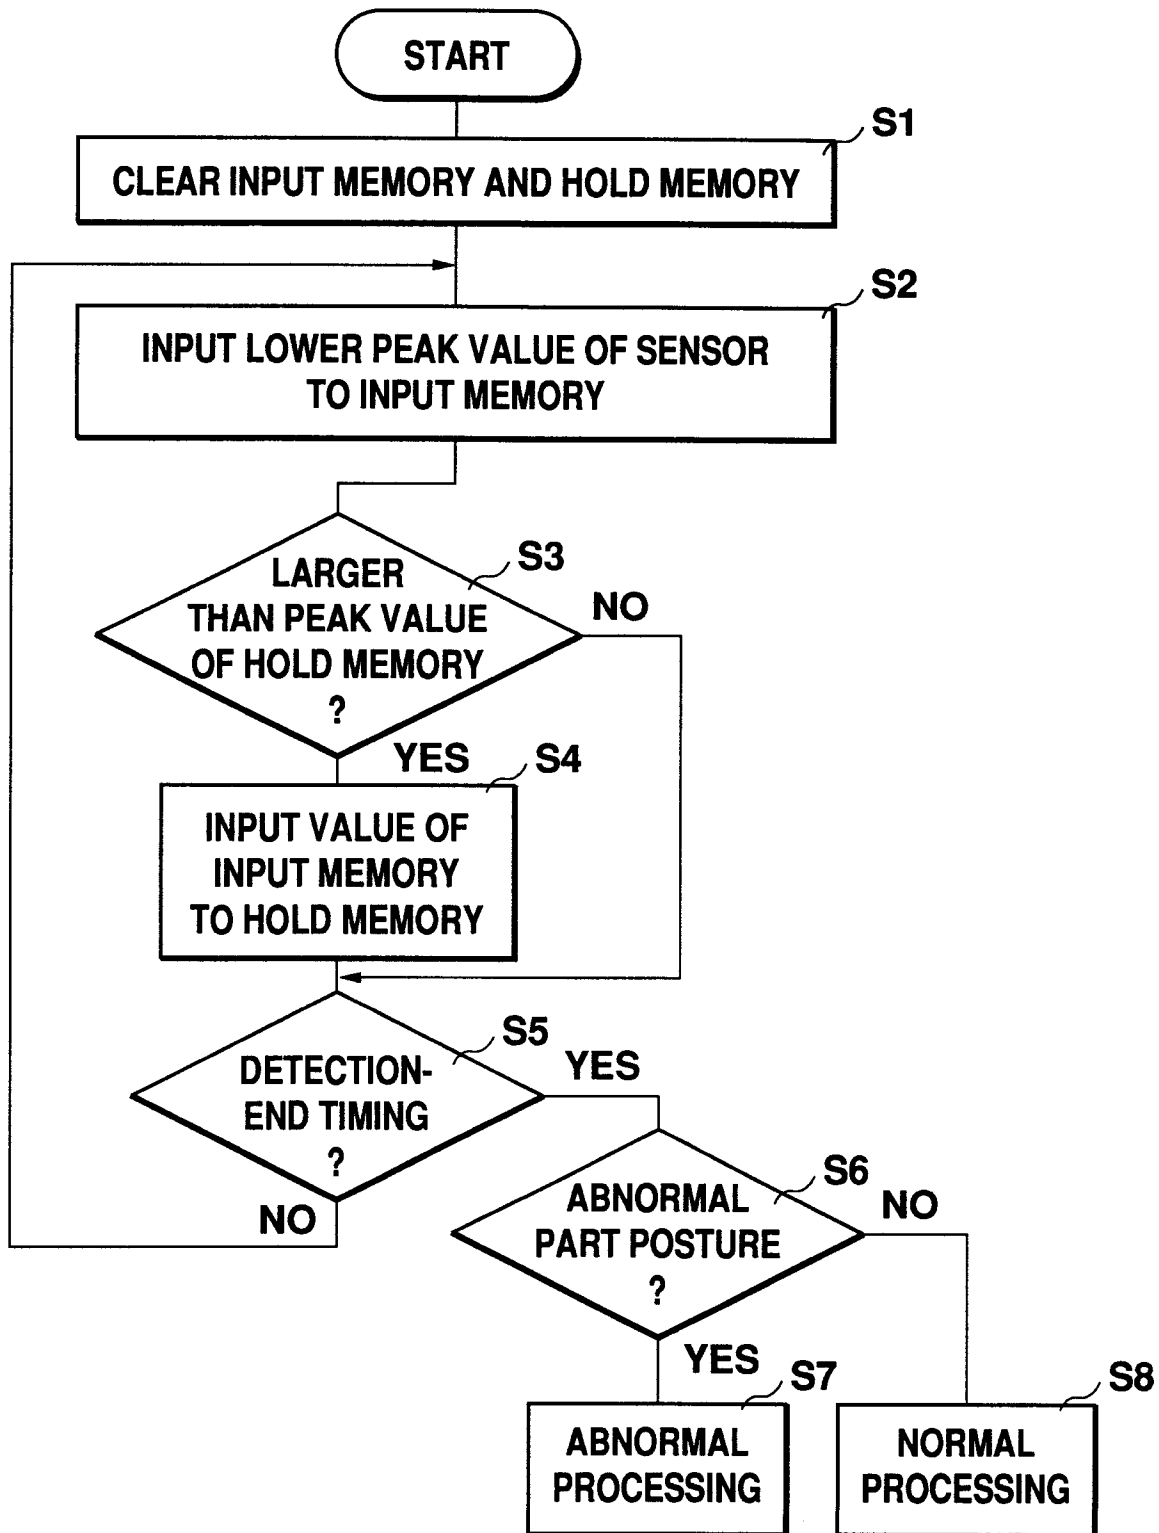 START
S1
CLEAR INPUT MEMORY AND HOLD MEMORY
S2
INPUT LOWER PEAK VALUE OF SENSOR
TO INPUT MEMORY
S3
LARGER
THAN PEAK VALUE
OF HOLD MEMORY
?
NO
YES
S4
INPUT VALUE OF
INPUT MEMORY
TO HOLD MEMORY
S5
DETECTION-
END TIMING
?
YES
NO
S6
ABNORMAL
PART POSTURE
?
NO
YES
S7
ABNORMAL
PROCESSING
S8
NORMAL
PROCESSING